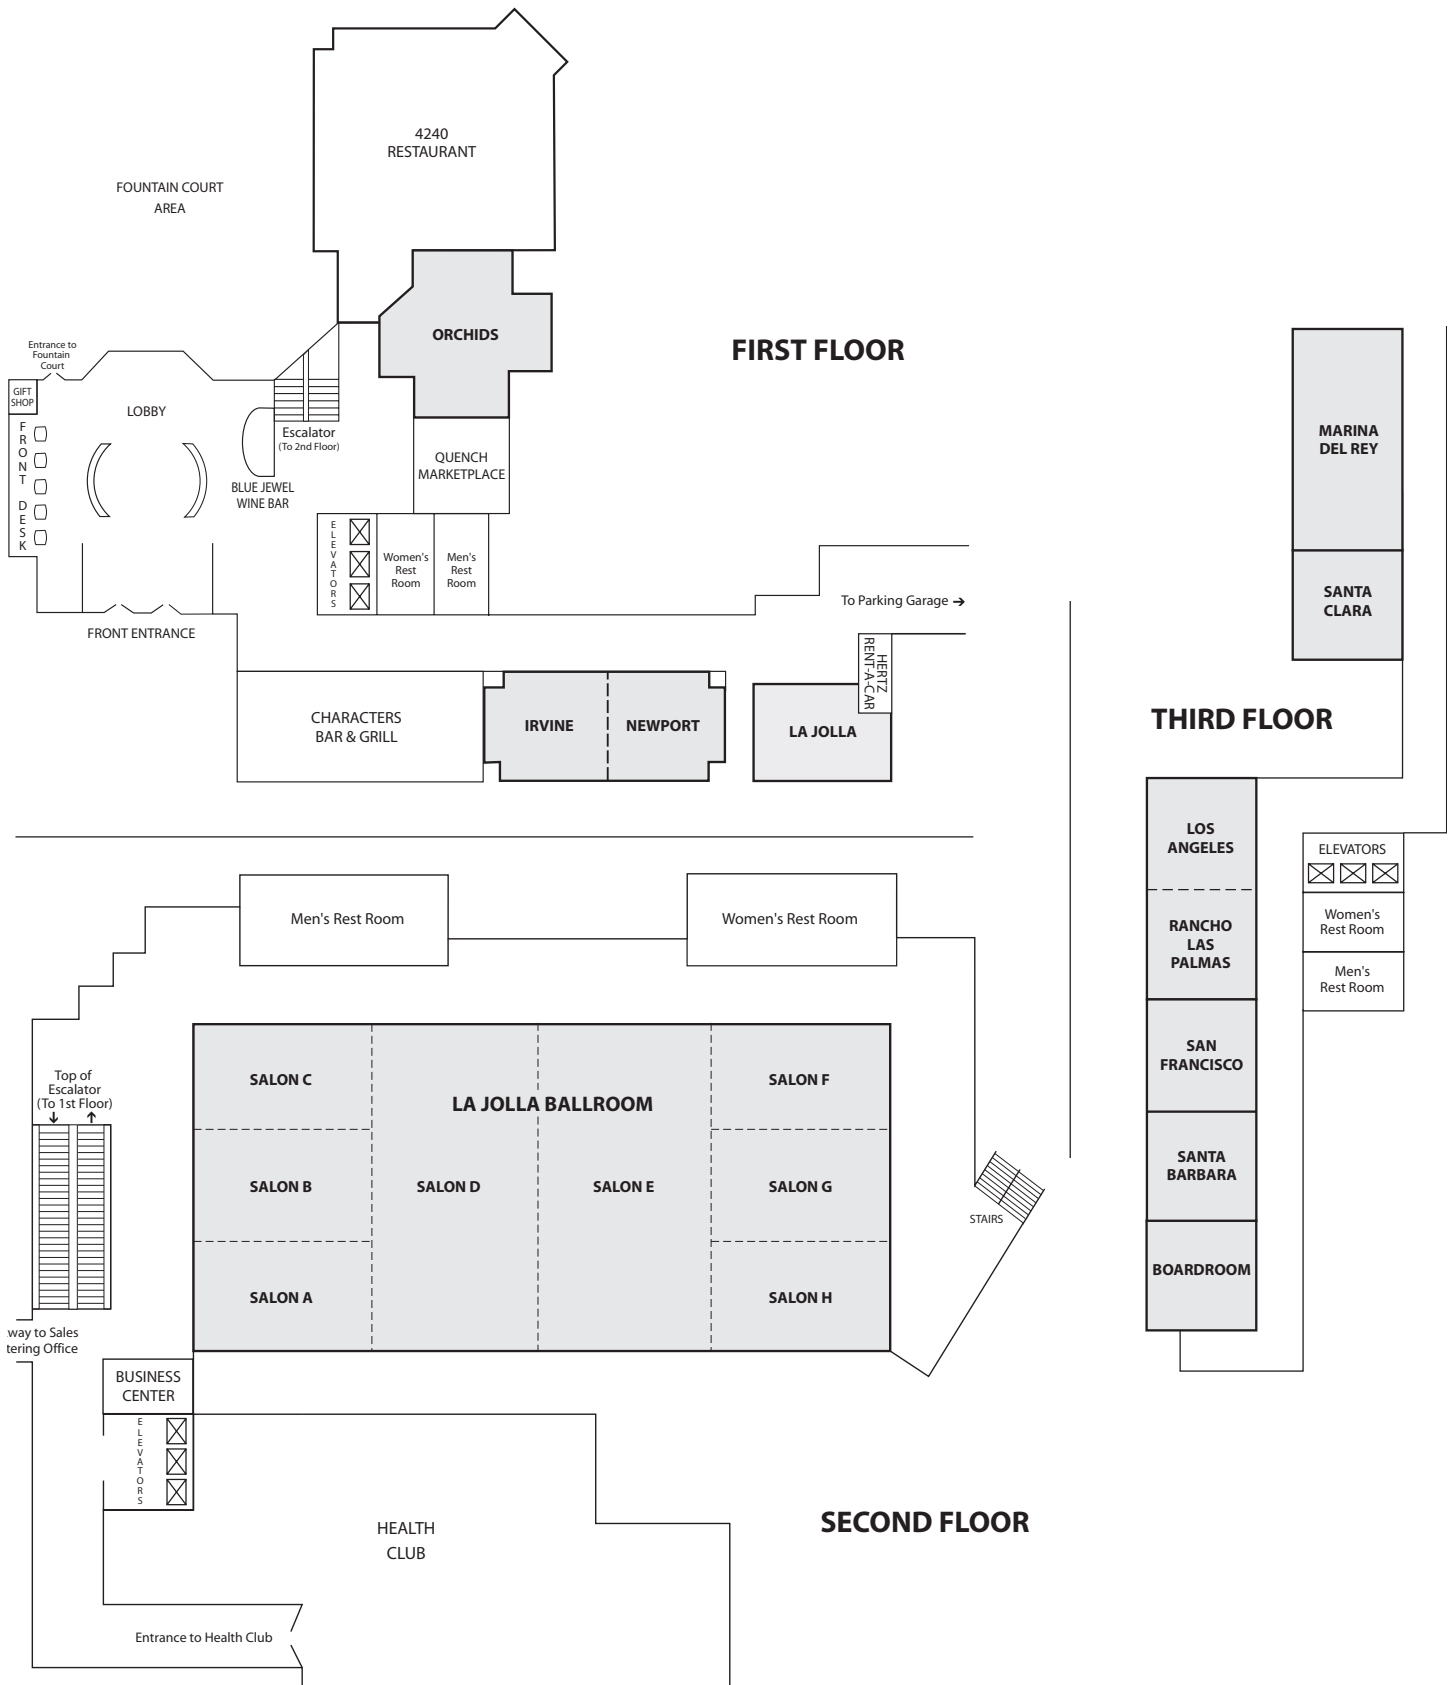 4240
RESTAURANT
FOUNTAIN COURT
AREA
ORCHIDS
FIRST FLOOR
Entrance to
Fountain
Court
GIFT
SHOP
LOBBY
FRONT DESK
Escalator
(To 2nd Floor)
BLUE JEWEL
WINE BAR
QUENCH
MARKETPLACE
ELEVATORS
Women's
Rest
Room
Men's
Rest
Room
To Parking Garage →
FRONT ENTRANCE
HERTZ
RENT-A-CAR
CHARACTERS
BAR & GRILL
IRVINE
NEWPORT
LA JOLLA
MARINA
DEL REY
SANTA
CLARA
THIRD FLOOR
LOS
ANGELES
RANCHO
LAS
PALMAS
SAN
FRANCISCO
SANTA
BARBARA
BOARDROOM
ELEVATORS
Women's
Rest Room
Men's
Rest Room
Men's Rest Room
Women's Rest Room
Top of
Escalator
(To 1st Floor)
↓ ↑
SALON C
SALON F
LA JOLLA BALLROOM
SALON B
SALON D
SALON E
SALON G
SALON A
SALON H
STAIRS
way to Sales
tering Office
BUSINESS
CENTER
ELEVATORS
HEALTH
CLUB
SECOND FLOOR
Entrance to Health Club